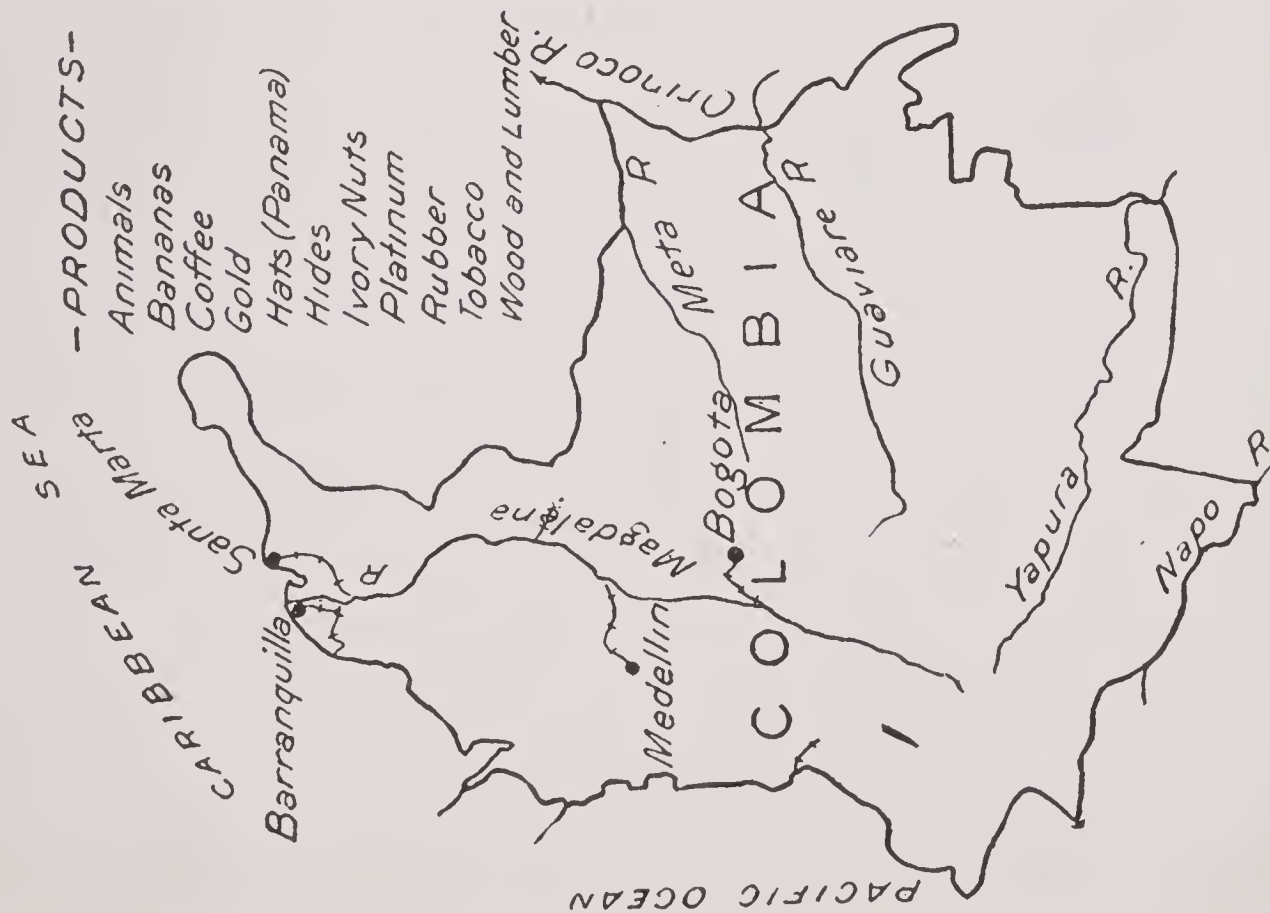 CARIBBEAN SEA
-PRODUCTS-
Animals
Bananas
Coffee
Gold
Hats (Panama)
Hides
Ivory Nuts
Platinum
Rubber
Tobacco
Wood and Lumber
Santa Marta
Barranquilla
Magdalena R
Medellin
Bogota
Meta R
Orinoco R.
COLOMBIA
Guaviare R
Yapura R.
Napo R
PACIFIC OCEAN